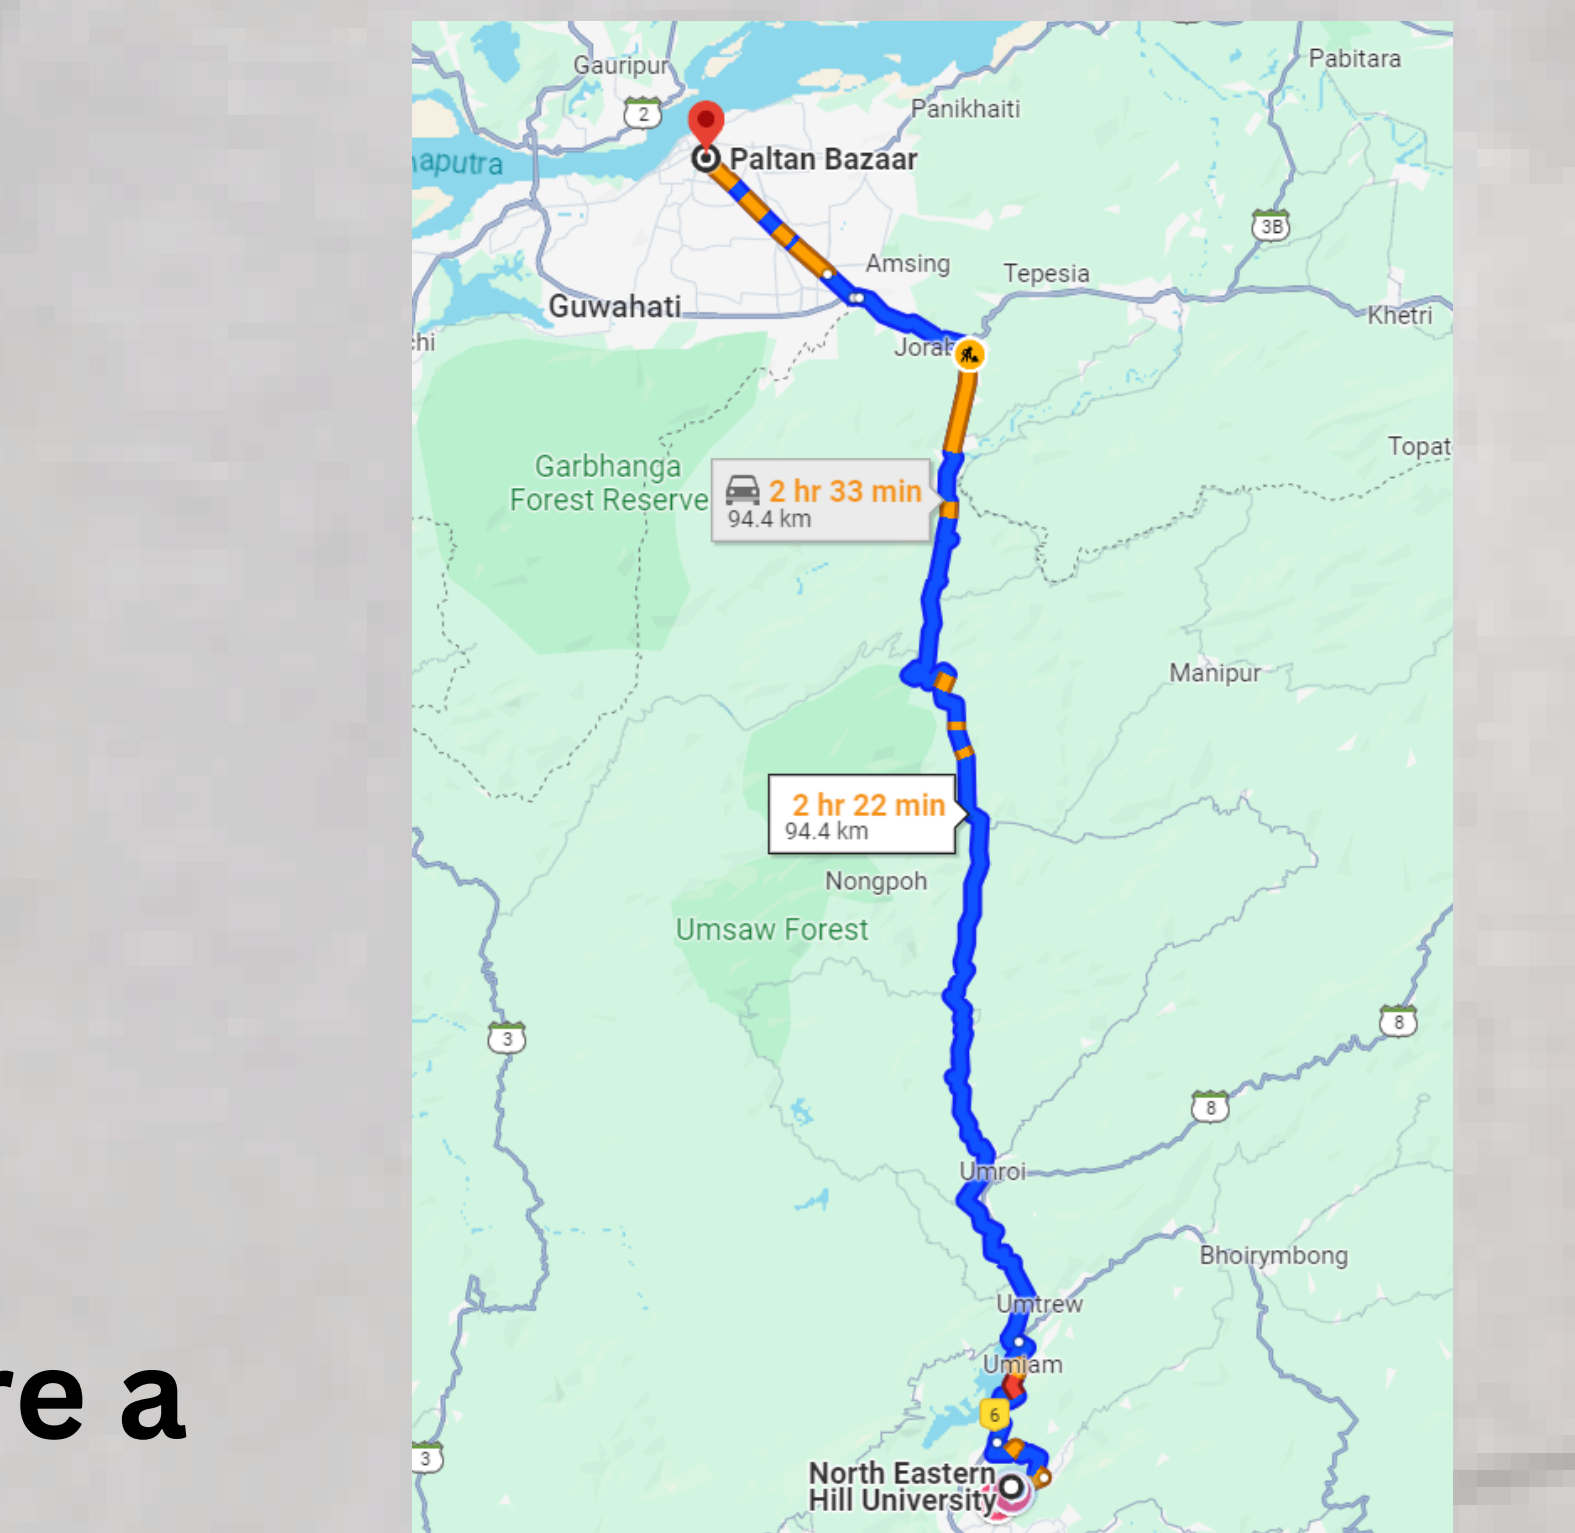 Gauripur
Pabitara
2
Panikhaiti
Paltan Bazaar
aputra
3B
Amsing
Tepesia
Guwahati
Khetri
hi
Jorab
Topat
Garbhanga
Forest Reserve
2 hr 33 min
94.4 km
Manipur
2 hr 22 min
94.4 km
Nongpoh
Umsaw Forest
8
3
8
Umroi
Bhoirymbong
Umtrew
Umiam
re a
6
3
North Eastern
Hill University